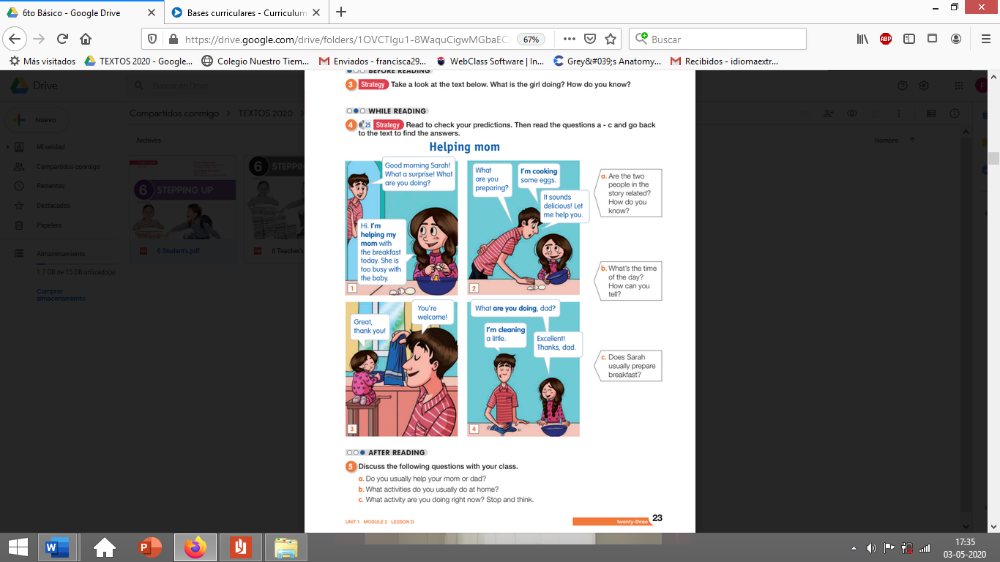 6to Básico - Google Drive
Bases curriculares - Curriculum
https://drive.google.com/drive/folders/1OVCTIgu1-8WaquCigwMGbaEC
67%
Buscar
Más visitados
TEXTOS 2020 - Google...
Colegio Nuestro Tiem...
Enviados - francisca29...
WebClass Software | In...
Grey&#039;s Anatomy...
Recibidos - idiomaextr...
Drive
Buscar en Drive
Nuevo
Compartidos conmigo > TEXTOS 2020 >
Archivos
Nombre
Mi unidad
Compartidos conmigo
Recientes
Destacados
Papelera
Almacenamiento
1.7 GB de 15 GB utilizado(s)
Comprar
almacenamiento
6 STEPPING UP
6 STEPPIN
6 Student's.pdf
6 Teacher's
BEFORE READING
3 Strategy Take a look at the text below. What is the girl doing? How do you know?
WHILE READING
4 25 Strategy Read to check your predictions. Then read the questions a - c and go back
to the text to find the answers.
Helping mom
Good morning Sarah!
What a surprise! What
are you doing?
Hi. I'm
helping my
mom with
the breakfast
today. She is
too busy with
the baby.
1
What
are you
preparing?
I'm cooking
some eggs.
It sounds
delicious! Let
me help you.
2
a. Are the two
people in the
story related?
How do you
know?
b. What's the time
of the day?
How can you
tell?
Great,
thank you!
You're
welcome!
3
What are you doing, dad?
I'm cleaning
a little.
Excellent!
Thanks, dad.
4
c. Does Sarah
usually prepare
breakfast?
AFTER READING
5 Discuss the following questions with your class.
a. Do you usually help your mom or dad?
b. What activities do you usually do at home?
c. What activity are you doing right now? Stop and think.
UNIT 1 MODULE 2 LESSON D
twenty-three 23
17:35
03-05-2020